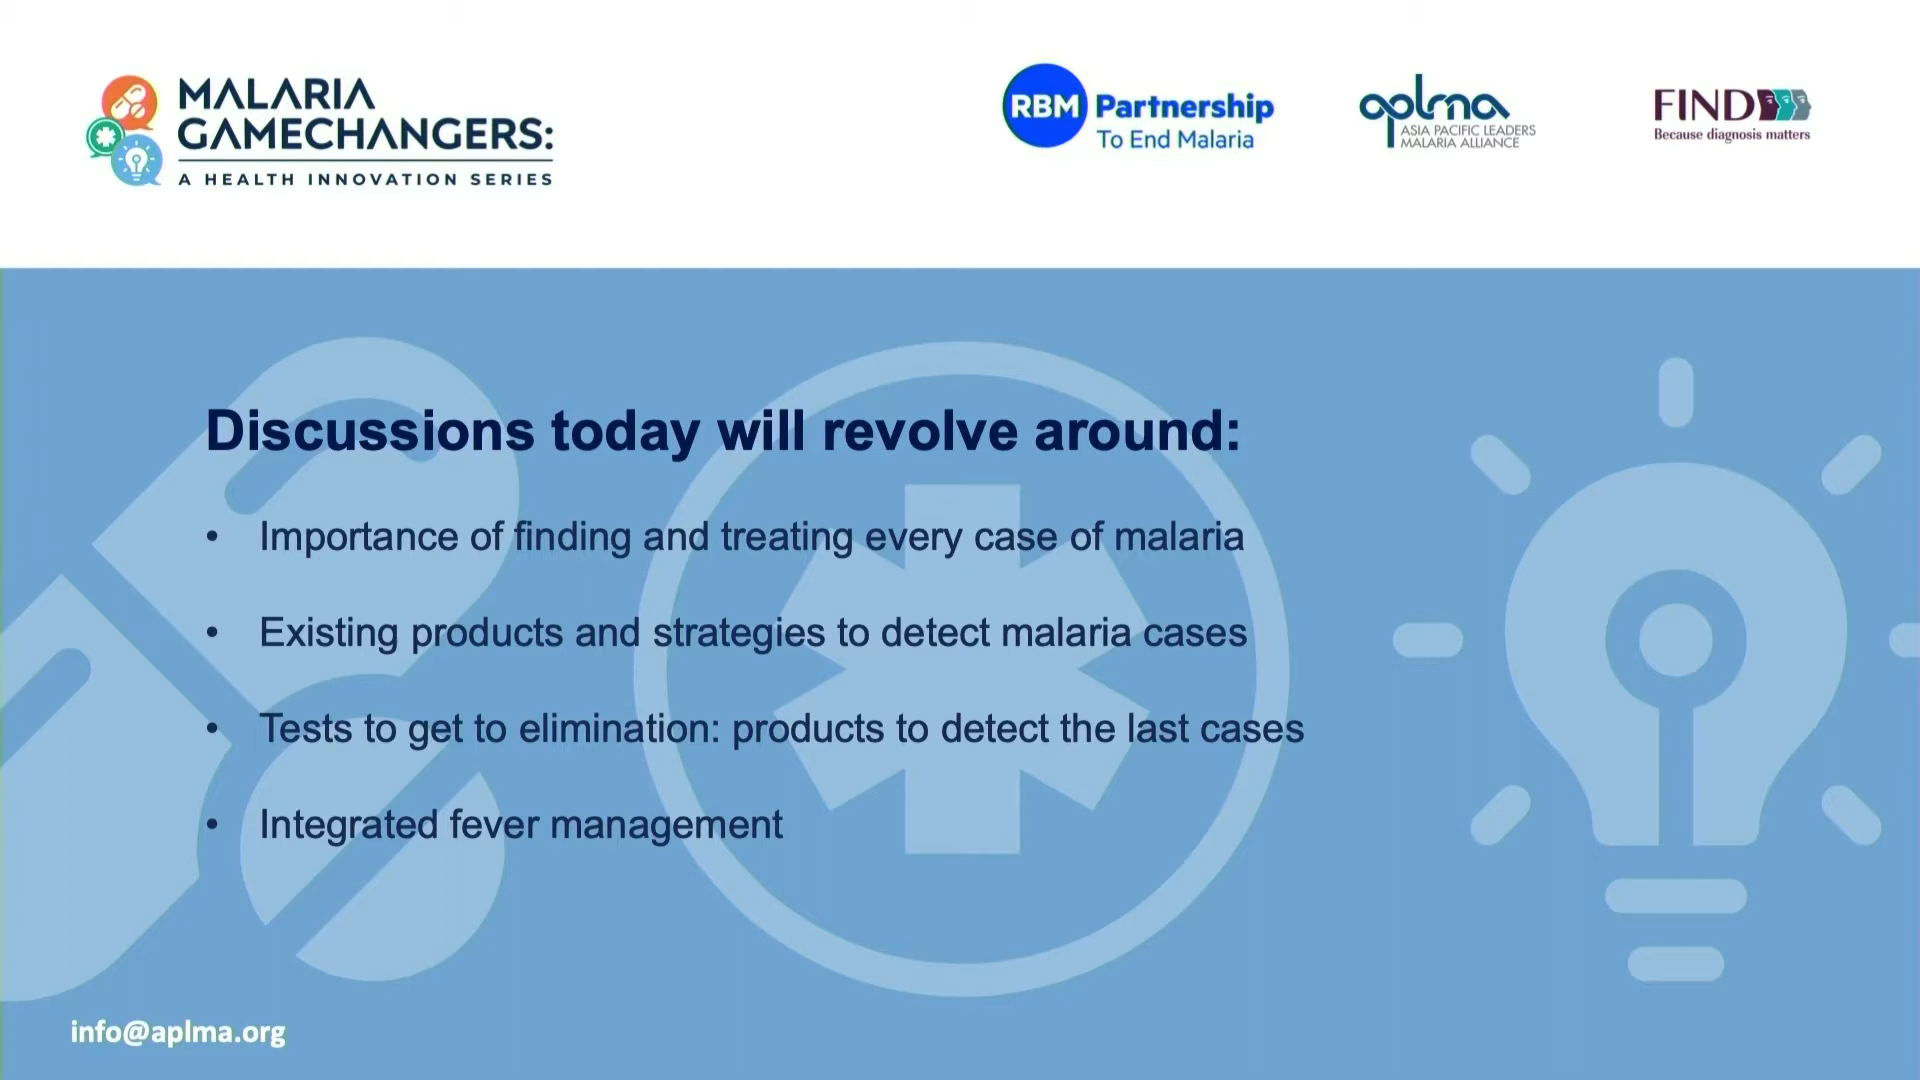 MALARIA
GAMECHANGERS:
A HEALTH INNOVATION SERIES
RBM Partnership
To End Malaria
aplma
ASIA PACIFIC LEADERS
MALARIA ALLIANCE
FIND
Because diagnosis matters
Discussions today will revolve around:
• Importance of finding and treating every case of malaria
• Existing products and strategies to detect malaria cases
• Tests to get to elimination: products to detect the last cases
• Integrated fever management
info@aplma.org